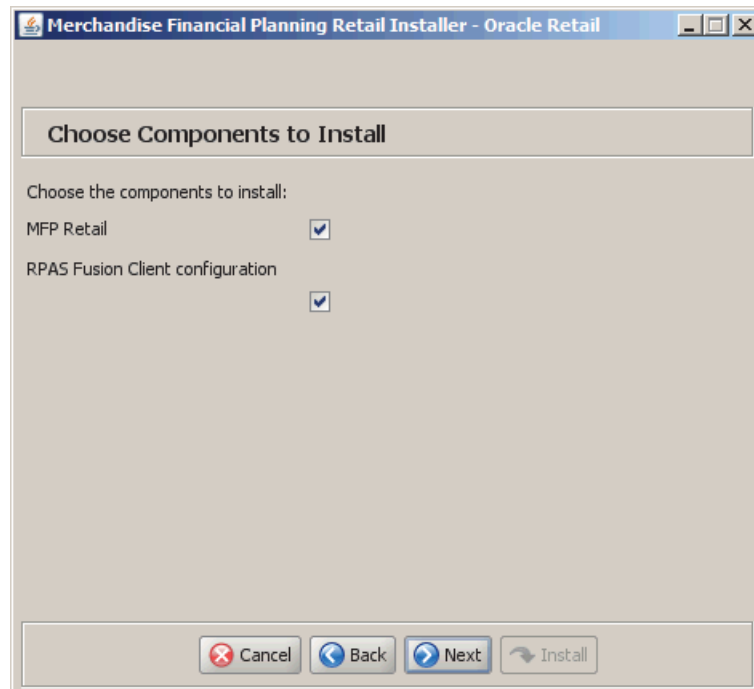 Merchandise Financial Planning Retail Installer - Oracle Retail
Choose Components to Install
Choose the components to install:
MFP Retail
RPAS Fusion Client configuration
Cancel Back Next Install